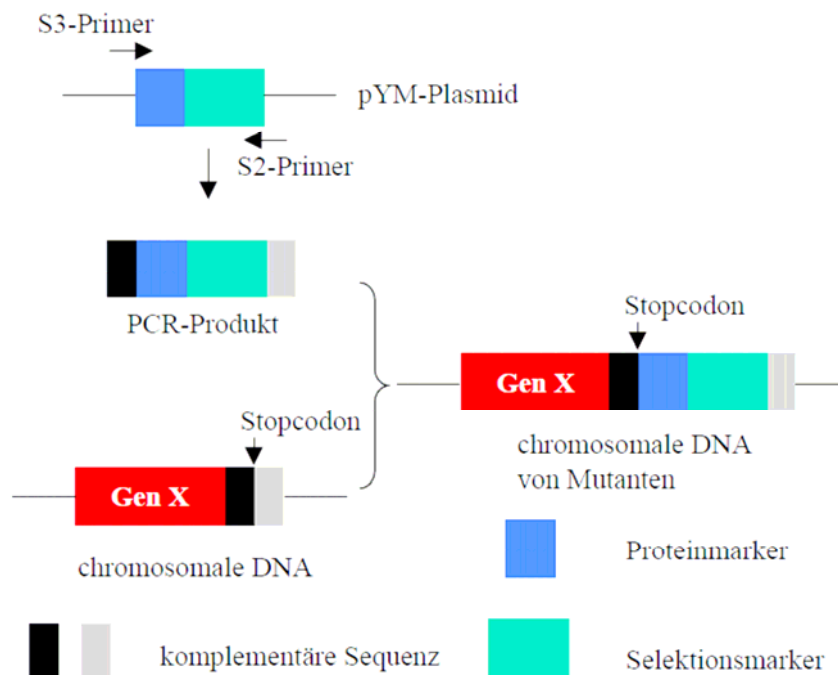 S3-Primer
pYM-Plasmid
S2-Primer
PCR-Produkt
Stopcodon
Gen X
chromosomale DNA
von Mutanten
Stopcodon
Gen X
chromosomale DNA
Proteinmarker
komplementäre Sequenz
Selektionsmarker